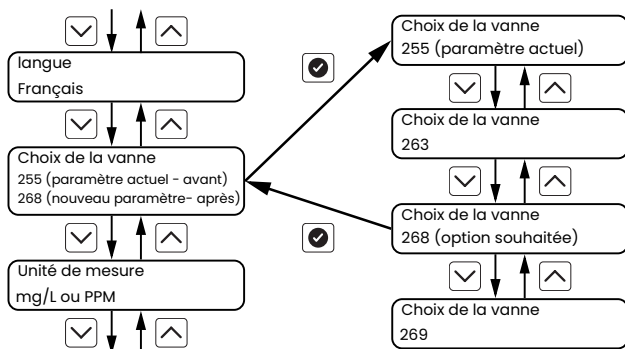 langue
Français
Choix de la vanne
255 (paramètre actuel - avant)
268 (nouveau paramètre- après)
Unité de mesure
mg/L ou PPM
Choix de la vanne
255 (paramètre actuel)
Choix de la vanne
263
Choix de la vanne
268 (option souhaitée)
Choix de la vanne
269